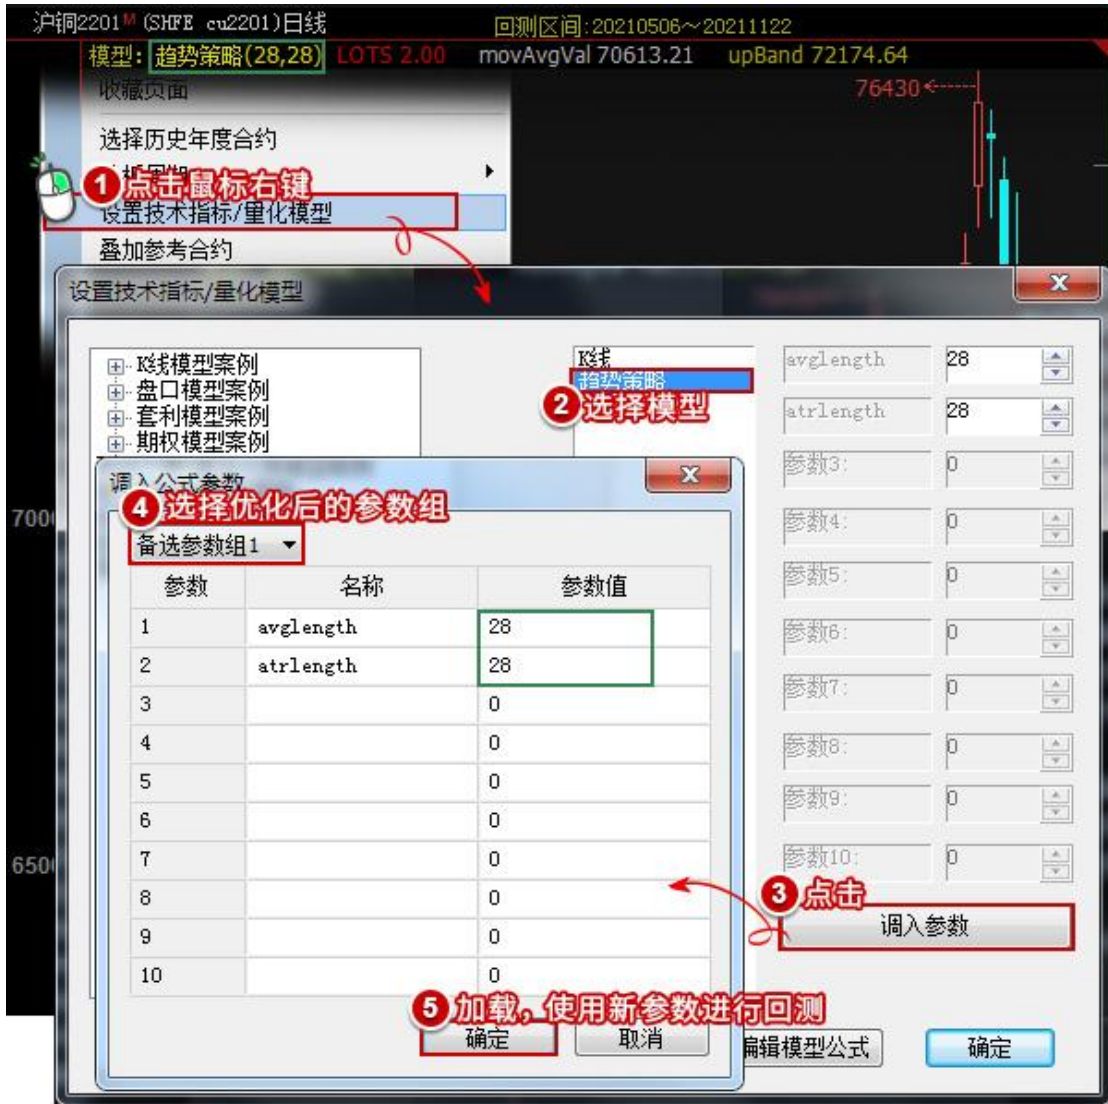 沪铜2201M (SHFE cu2201)日线 回测区间:20210506～20211122
模型: 趋势策略(28,28) LOTS 2.00 movAvgVal 70613.21 upBand 72174.64
收藏页面
76430
选择历史年度合约
1 点击鼠标右键
设置技术指标/量化模型
叠加参考合约
设置技术指标/量化模型
K线模型案例
盘口模型案例
套利模型案例
期权模型案例
K线
趋势策略
2 选择模型
avglength 28
atrlength 28
参数3: 0
参数4: 0
参数5: 0
参数6: 0
参数7: 0
参数8: 0
参数9: 0
参数10: 0
3 点击
调入参数
调入公式参数
4 选择优化后的参数组
备选参数组1
参数 名称 参数值
1 avglength 28
2 atrlength 28
3 0
4 0
5 0
6 0
7 0
8 0
9 0
10 0
5 加载，使用新参数进行回测
确定 取消
编辑模型公式 确定